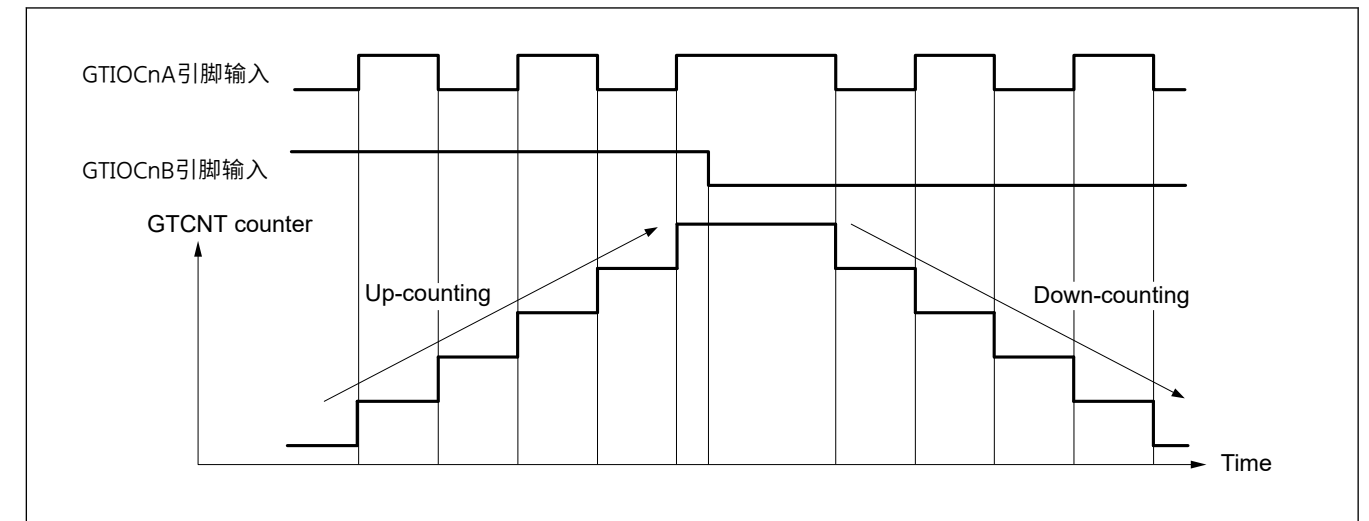 GTIOCnA引脚输入
GTIOCnB引脚输入
GTCNT counter
Up-counting
Down-counting
Time